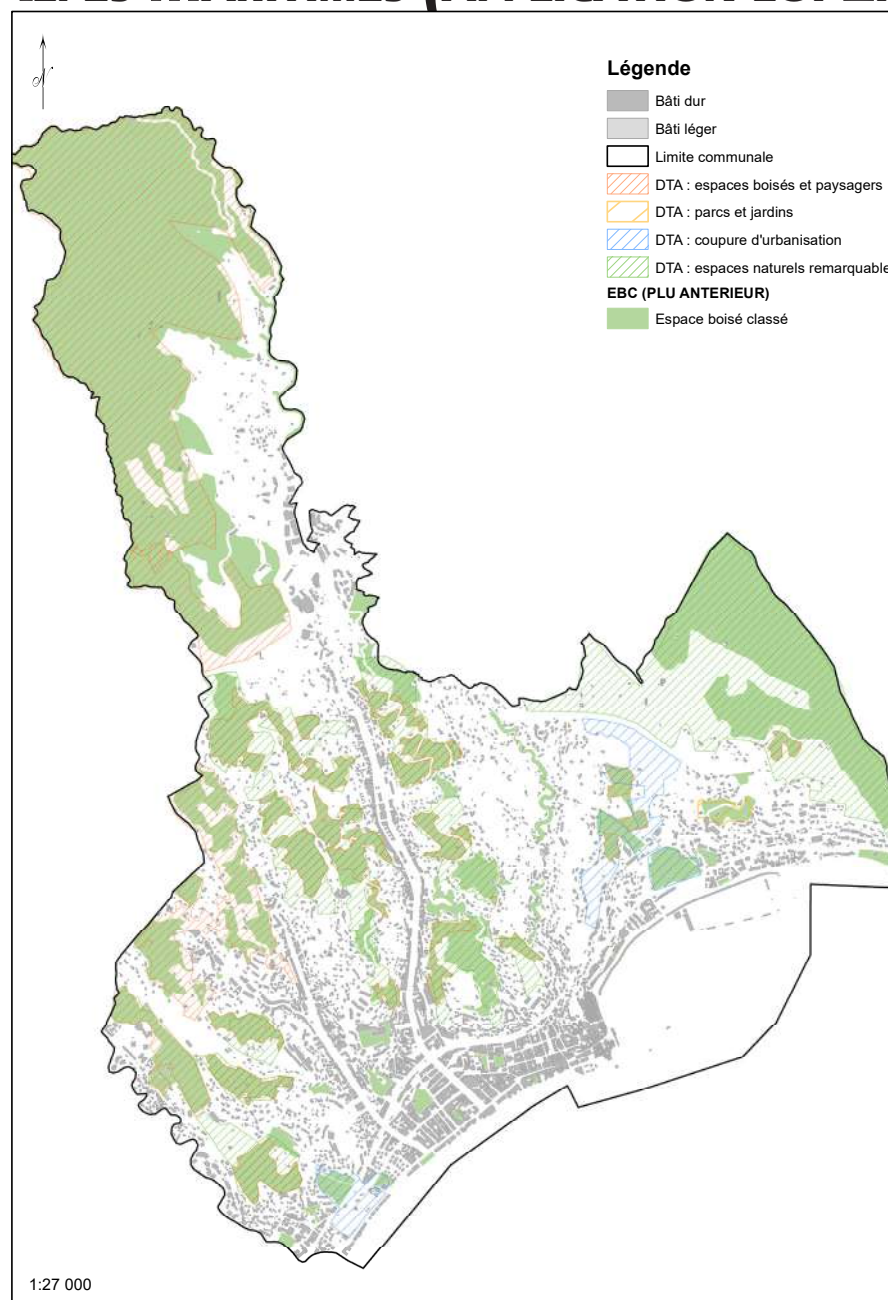 Légende
Bâti dur
Bâti léger
Limite communale
DTA : espaces boisés et paysagers
DTA : parcs et jardins
DTA : coupure d'urbanisation
DTA : espaces naturels remarquable
EBC (PLU ANTERIEUR)
Espace boisé classé
1:27 000